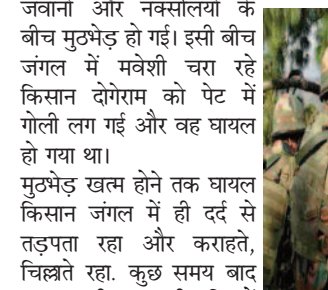 जवानों और नक्सलियों के
बीच मुठभेड़ हो गई। इसी बीच
जंगल में मवेशी चरा रहे
किसान दोगेराम को पेट में
गोली लग गई और वह घायल
हो गया था।
मुठभेड़ खत्म होने तक घायल
किसान जंगल में ही दर्द से
तड़पता रहा और कराहते,
चिल्लाते रहा. कुछ समय बाद